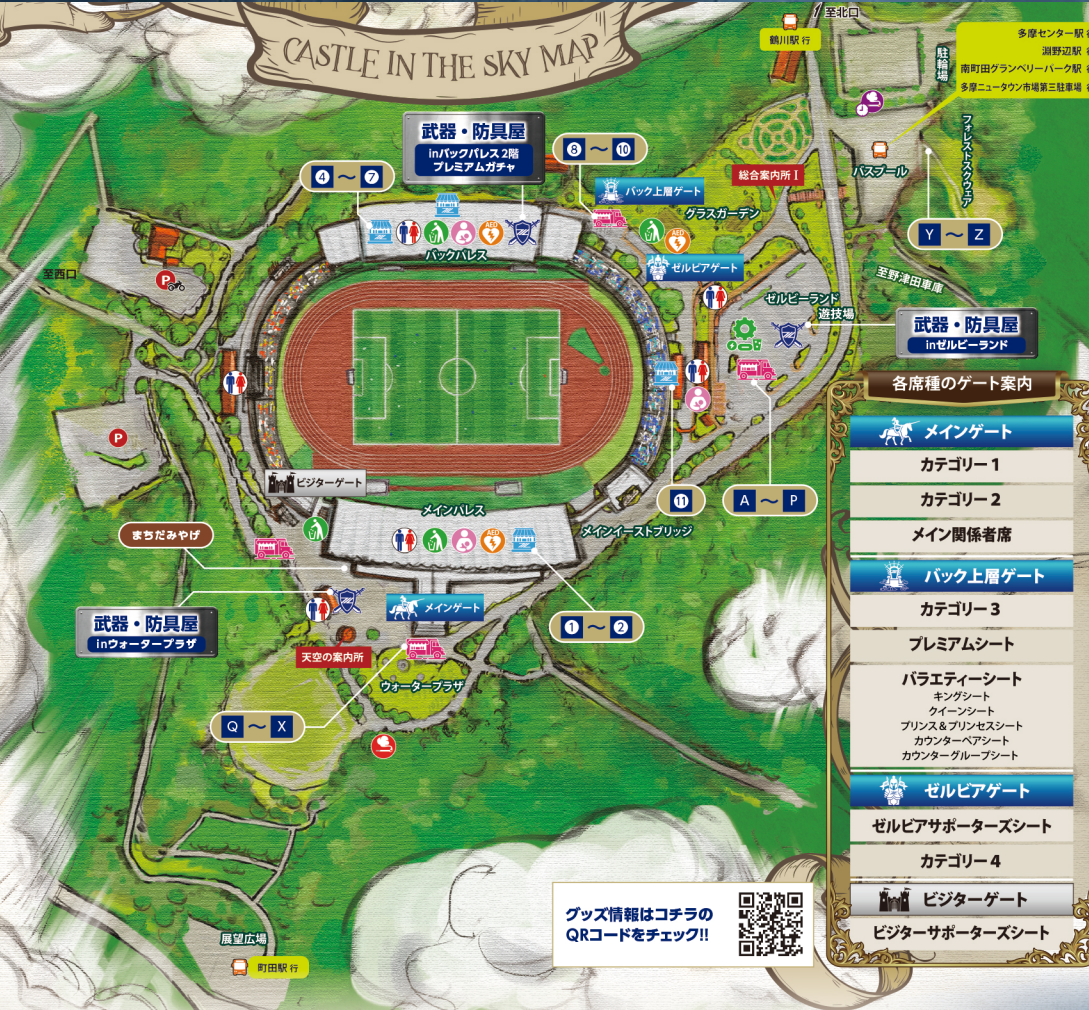 CASTLE IN THE SKY MAP
至北口
鶴川駅 行
多摩センター駅
淵野辺駅
南町田グランベリーパーク駅
多摩ニュータウン市場第三駐車場
駐輪場
フォレストスクウェア
バスプール
Y ～ Z
至野津田車庫
武器・防具屋
inバックパレス2階
プレミアムガチャ
④ ～ ⑦
⑧ ～ ⑩
バック上層ゲート
総合案内所 I
グラスガーデン
AED
AED
バックパレス
ゼルビアゲート
至西口
P
ゼルビーランド
遊技場
武器・防具屋
inゼルビーランド
P
ビジターゲート
⑪
A ～ P
メインパレス
メインイーストブリッジ
AED
まちだみやげ
武器・防具屋
inウォータープラザ
メインゲート
① ～ ②
天空の案内所
ウォータープラザ
Q ～ X
展望広場
町田駅 行
グッズ情報はコチラの
QRコードをチェック!!
各席種のゲート案内
メインゲート
カテゴリー 1
カテゴリー 2
メイン関係者席
バック上層ゲート
カテゴリー 3
プレミアムシート
バラエティーシート
キングシート
クイーンシート
プリンス＆プリンセスシート
カウンターペアシート
カウンターグループシート
ゼルビアゲート
ゼルビアサポーターズシート
カテゴリー 4
ビジターゲート
ビジターサポーターズシート